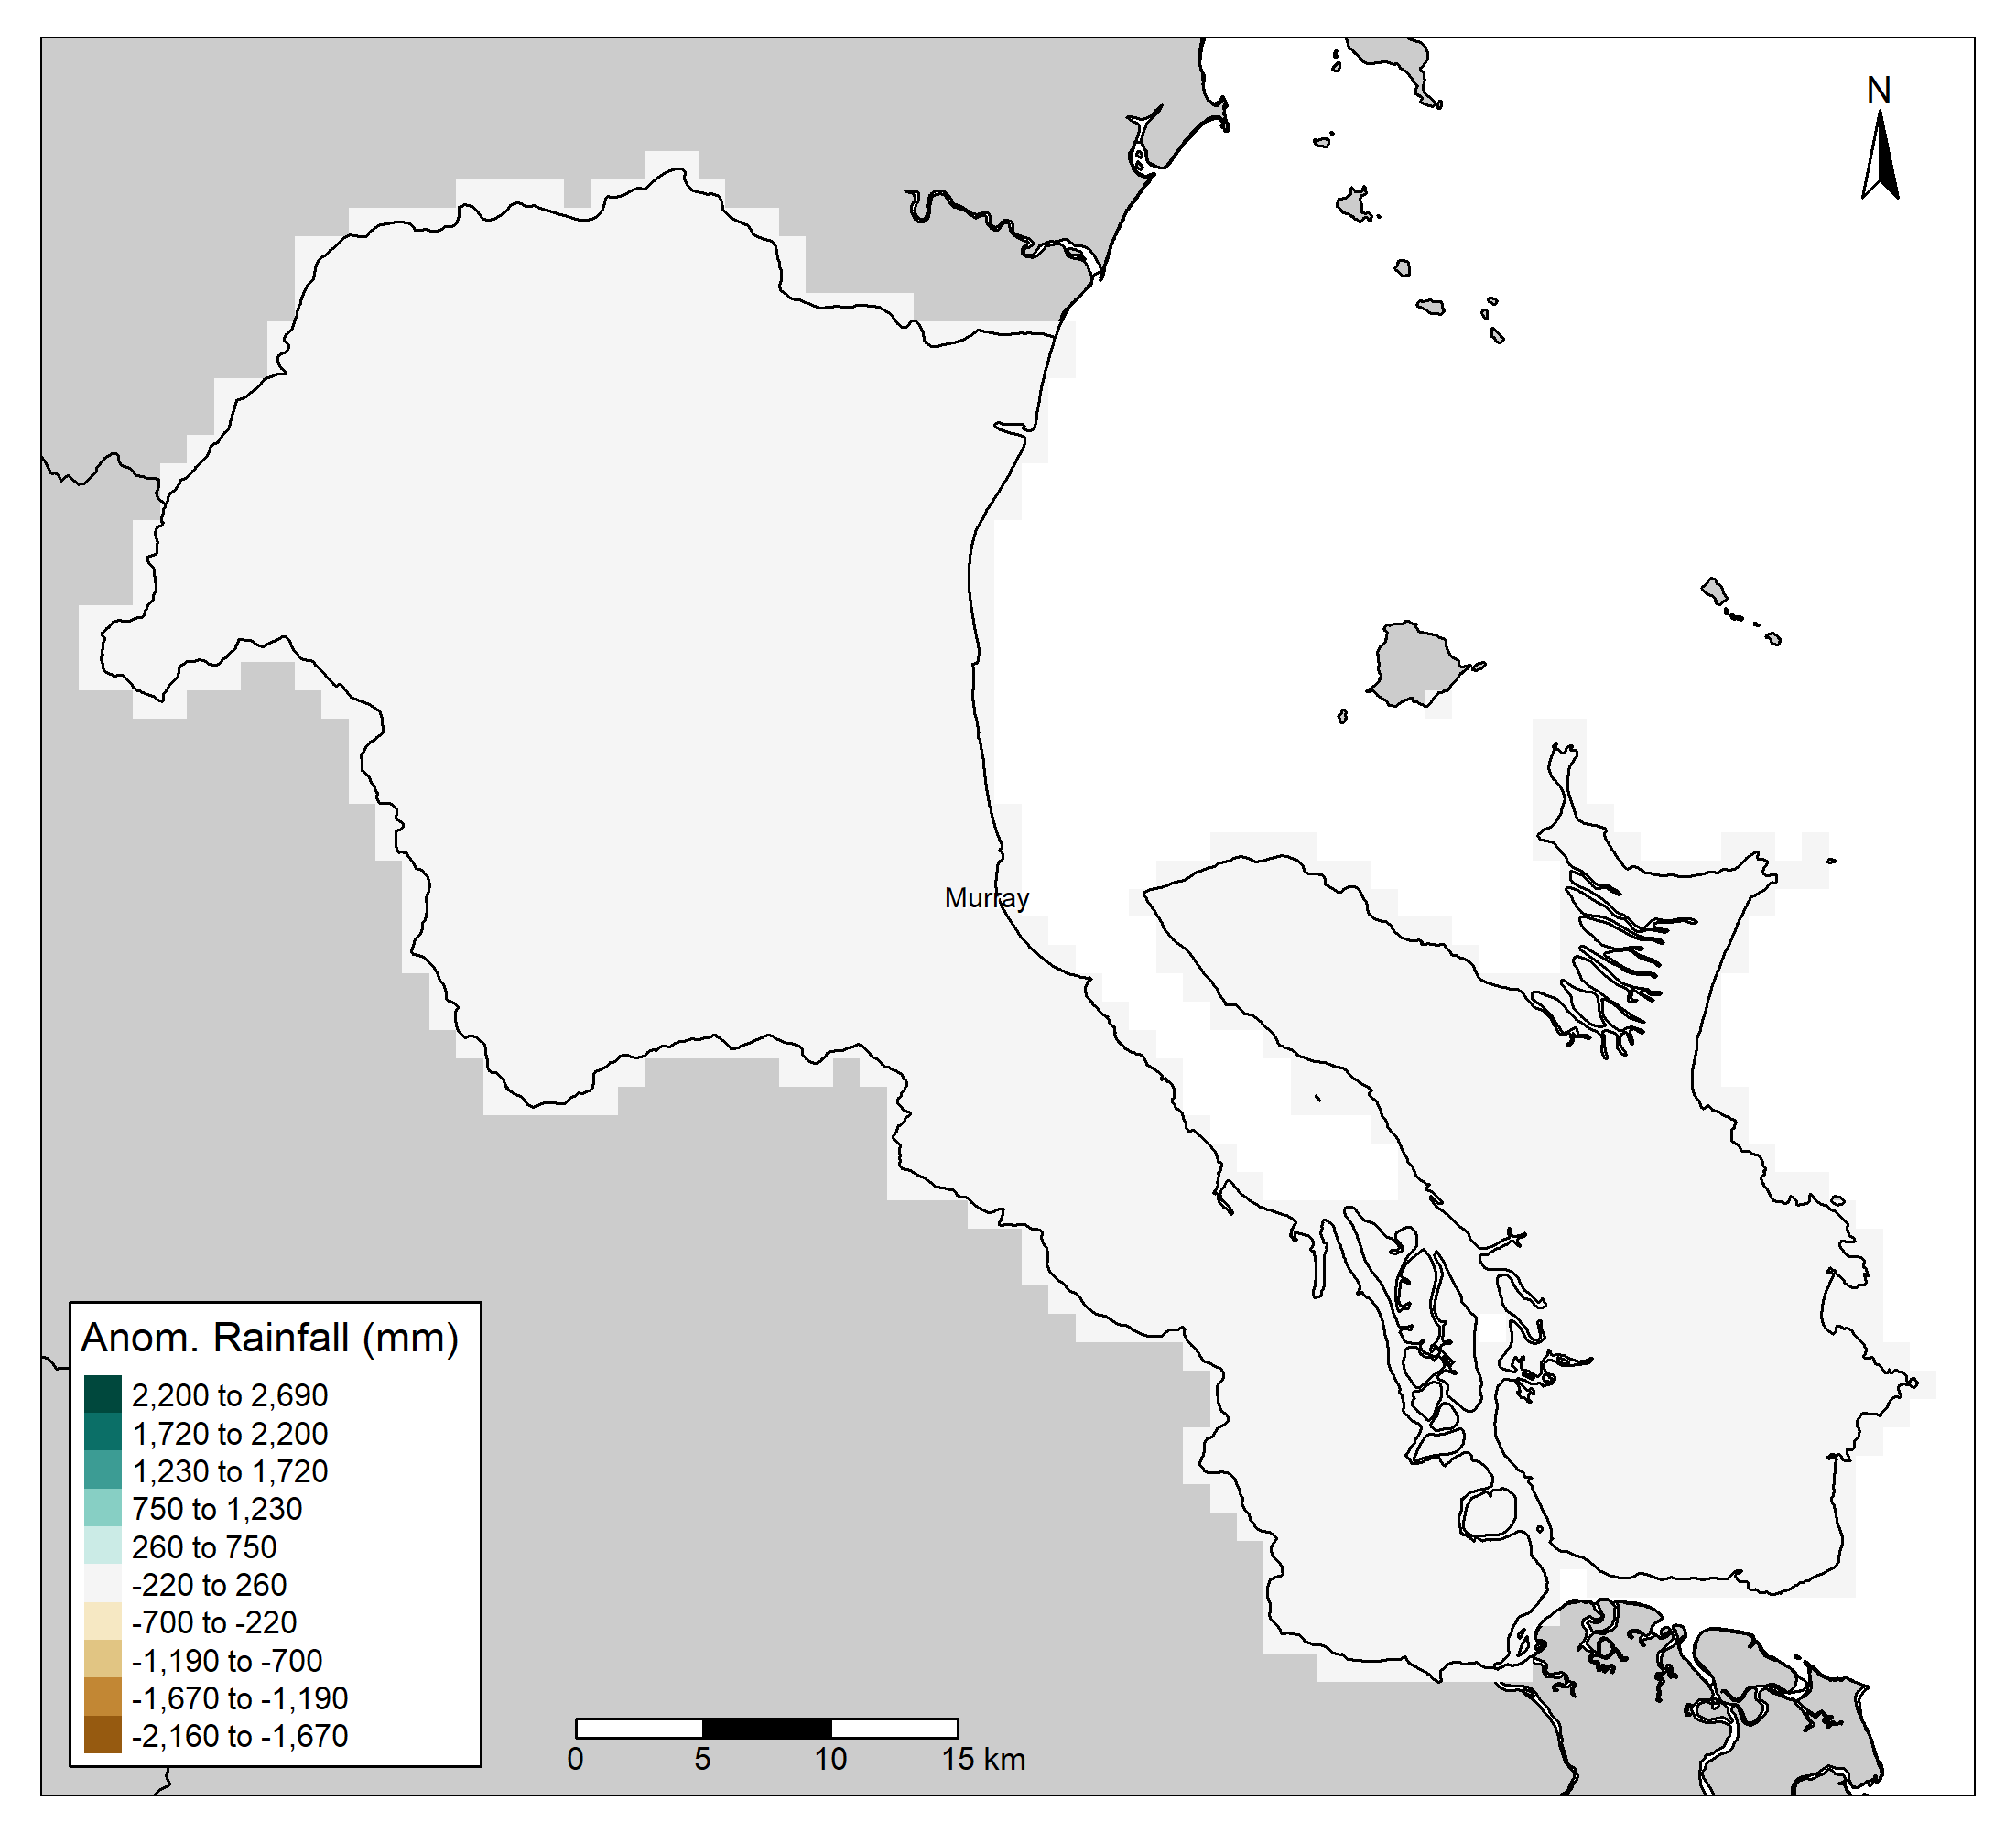 N
Murray
Anom. Rainfall (mm)
2,200 to 2,690
1,720 to 2,200
1,230 to 1,720
750 to 1,230
260 to 750
-220 to 260
-700 to -220
-1,190 to -700
-1,670 to -1,190
-2,160 to -1,670
0 5 10 15 km